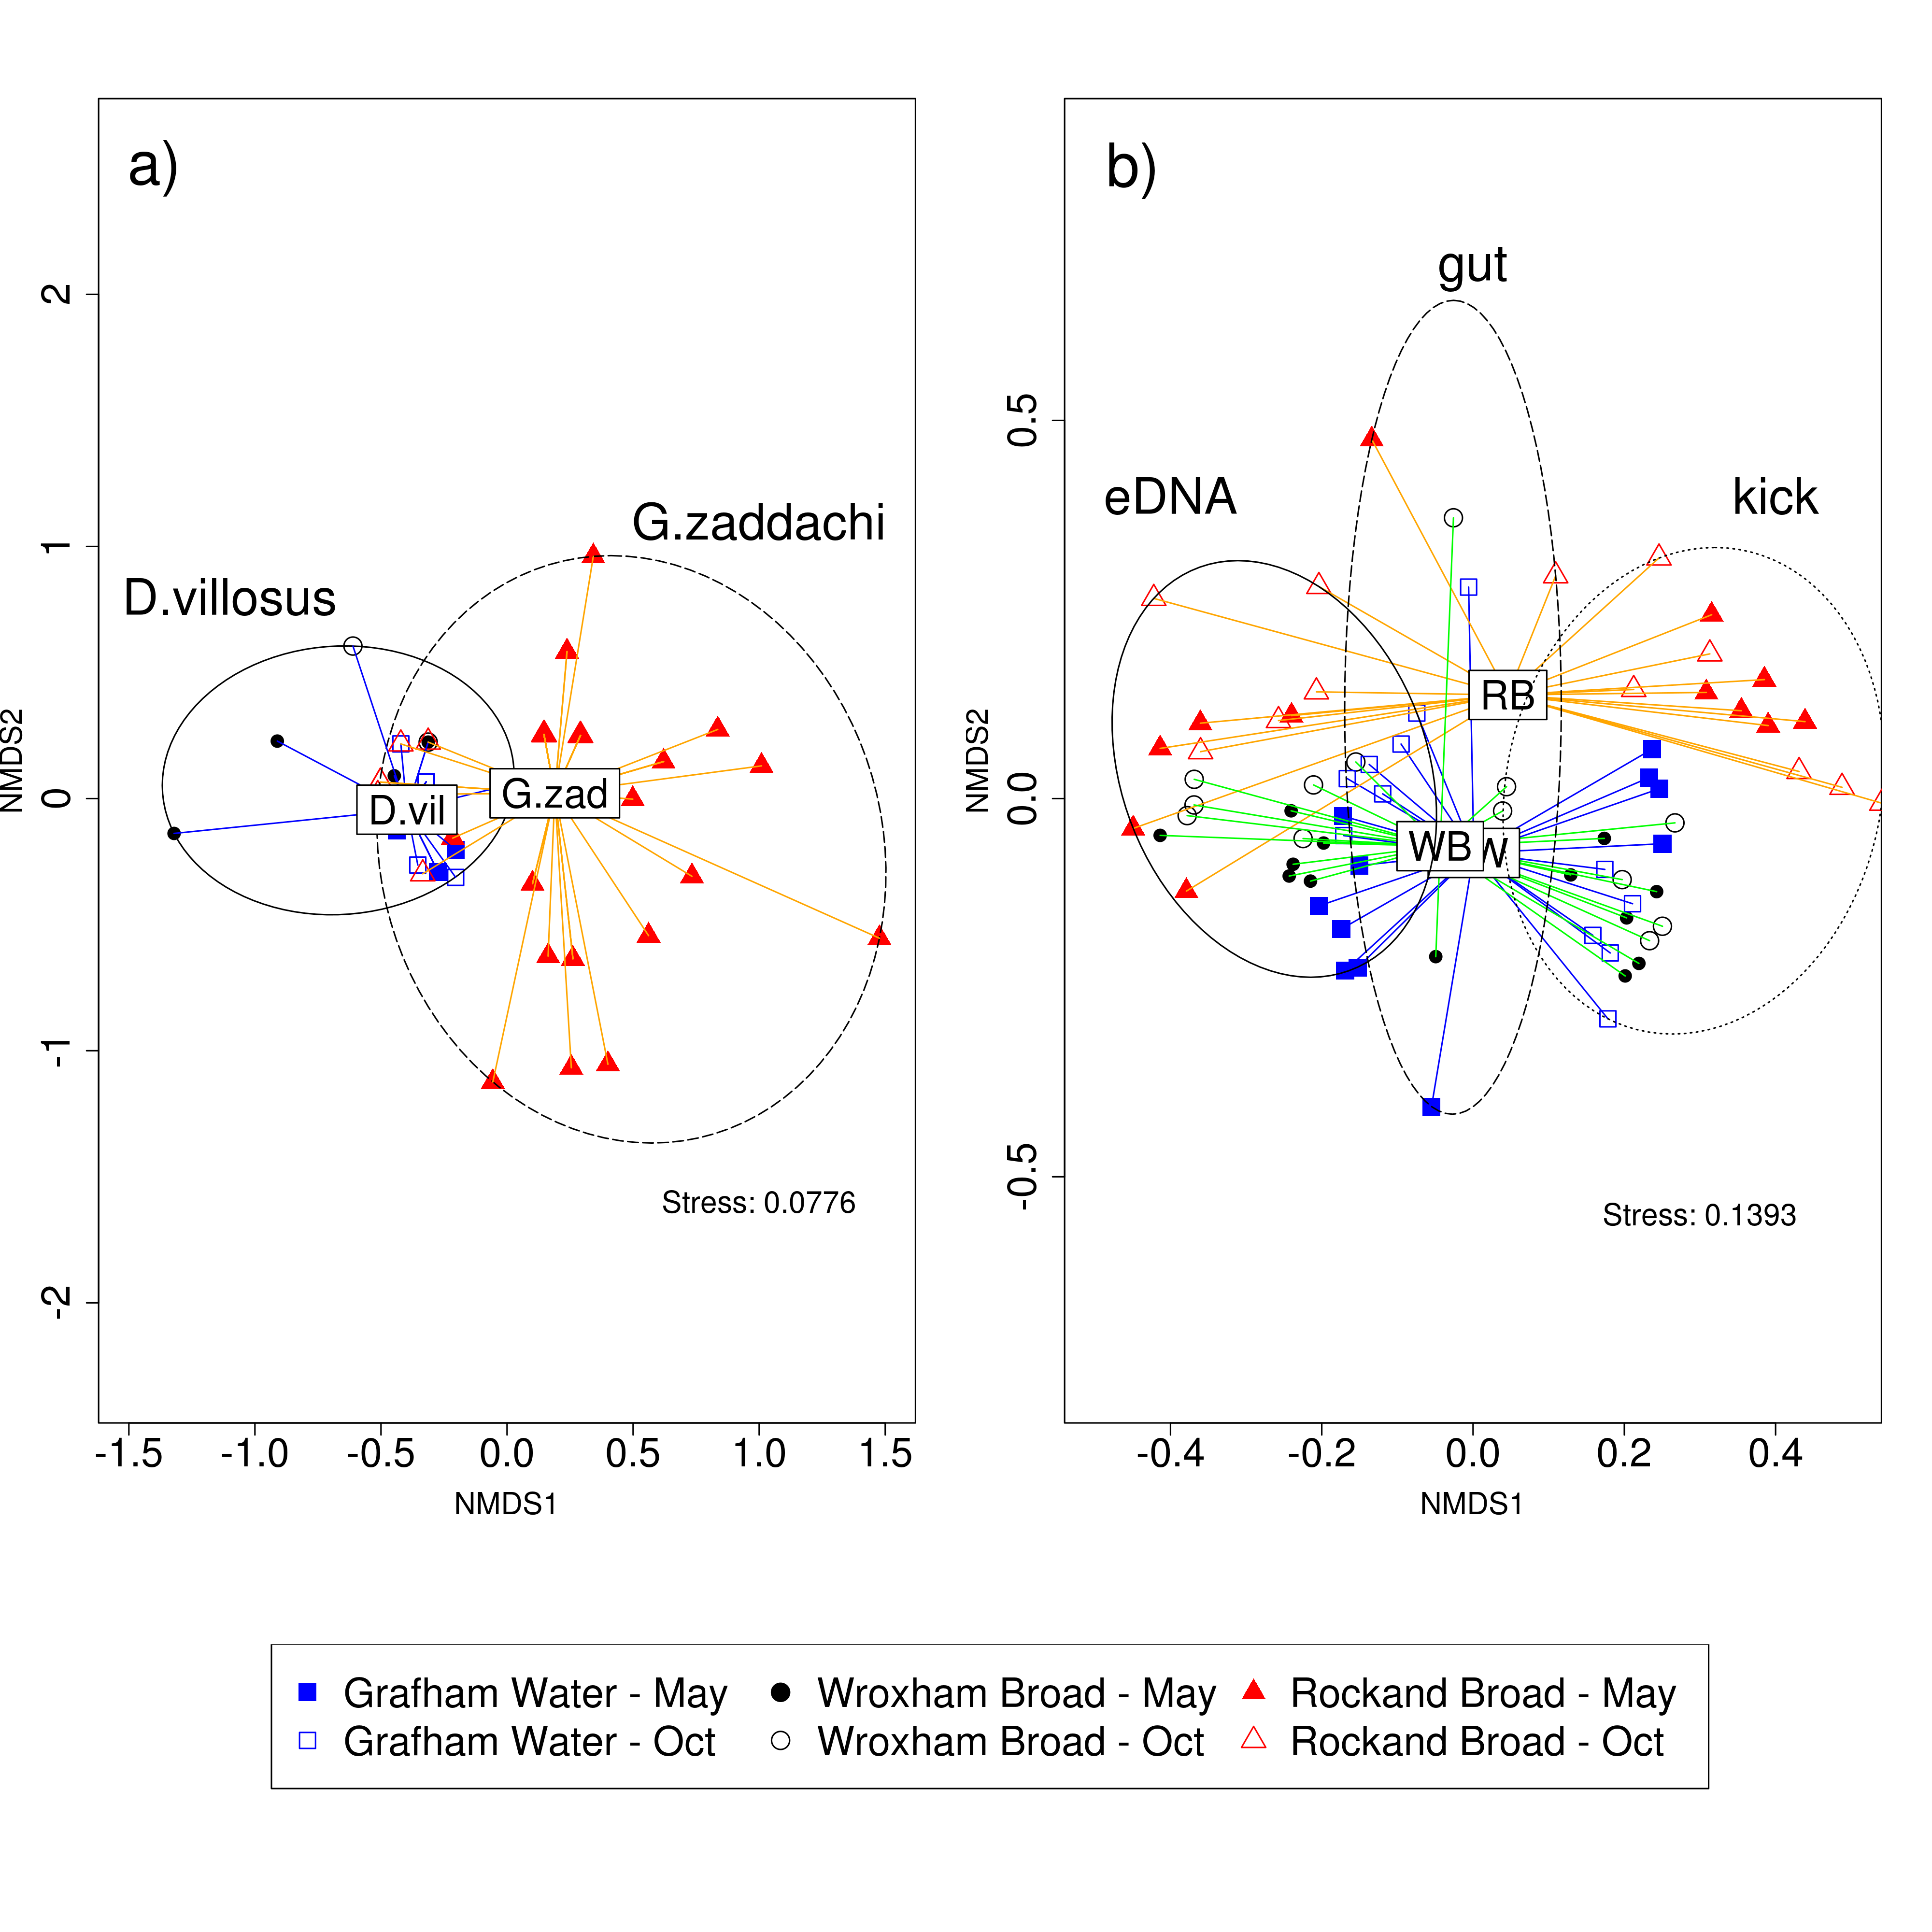 a)
2
1
0
-1
-2
NMDS2
D.villosus
G.zaddachi
D.vil
G.zad
Stress: 0.0776
-1.5 -1.0 -0.5 0.0 0.5 1.0 1.5
NMDS1
b)
0.5
0.0
-0.5
NMDS2
gut
eDNA
kick
RB
WB
W
Stress: 0.1393
-0.4 -0.2 0.0 0.2 0.4
NMDS1
Grafham Water - May Wroxham Broad - May Rockand Broad - May
Grafham Water - Oct Wroxham Broad - Oct Rockand Broad - Oct